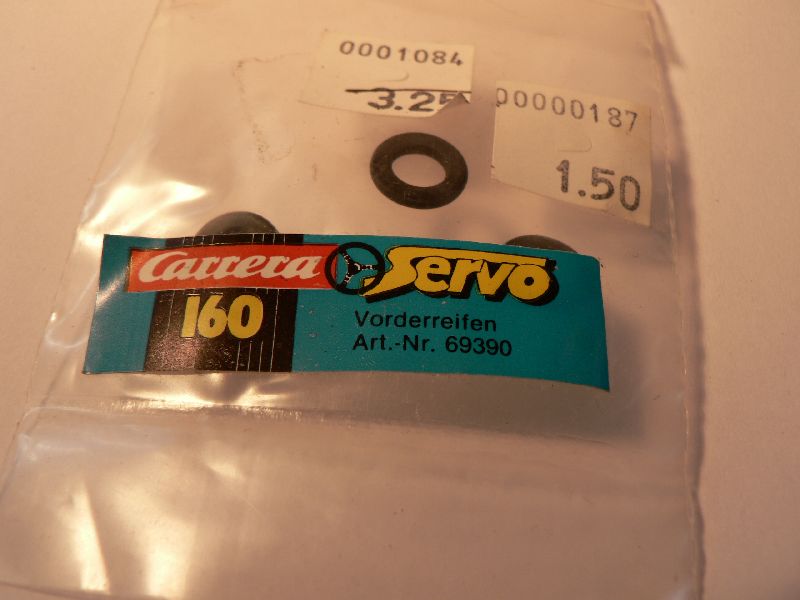 0001084
3.25
00000187
1.50
Carrera Servo
160
Vorderreifen
Art.-Nr. 69390